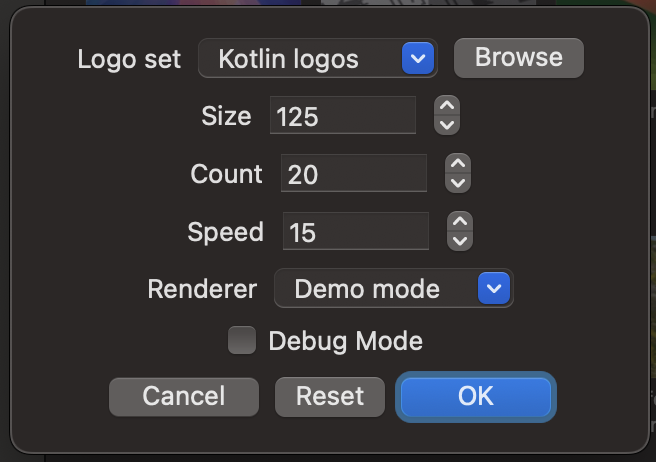 Logo set Kotlin logos Browse
Size 125
Count 20
Speed 15
Renderer Demo mode
Debug Mode
Cancel Reset OK